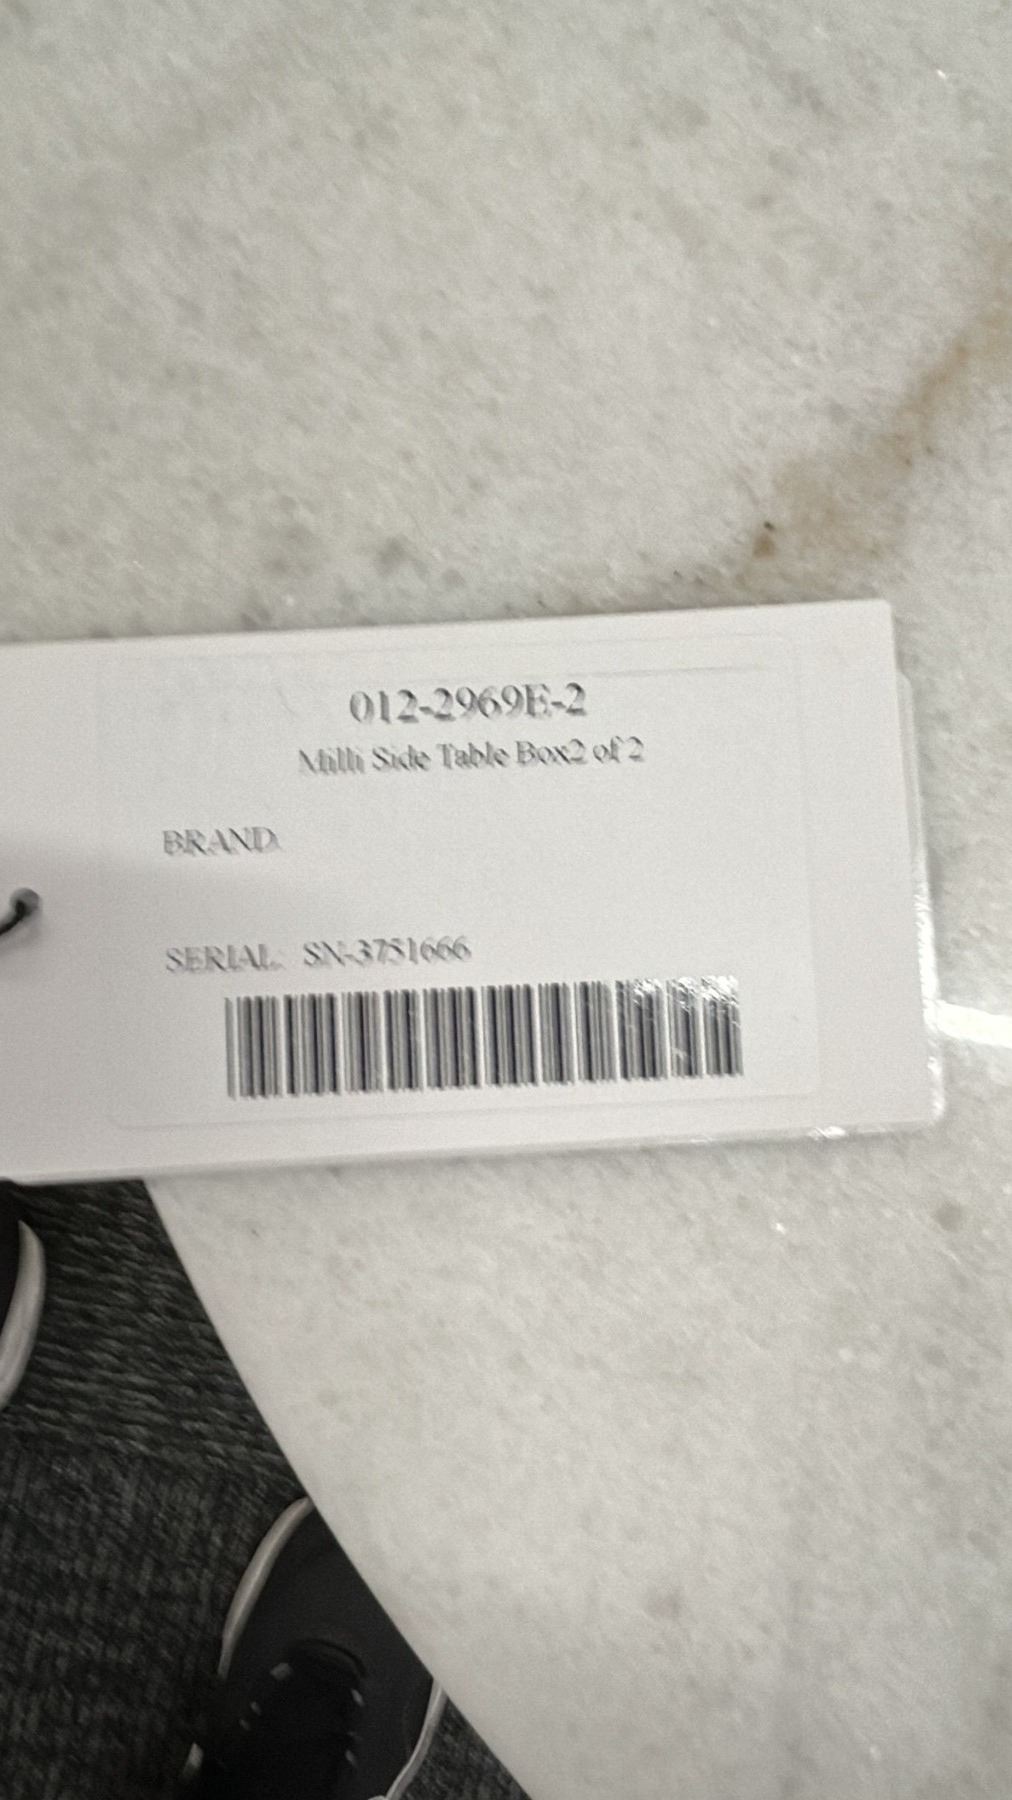 012-2969E-2
Milli Side Table Box2 of 2
BRAND:
SERIAL: SN-3751666